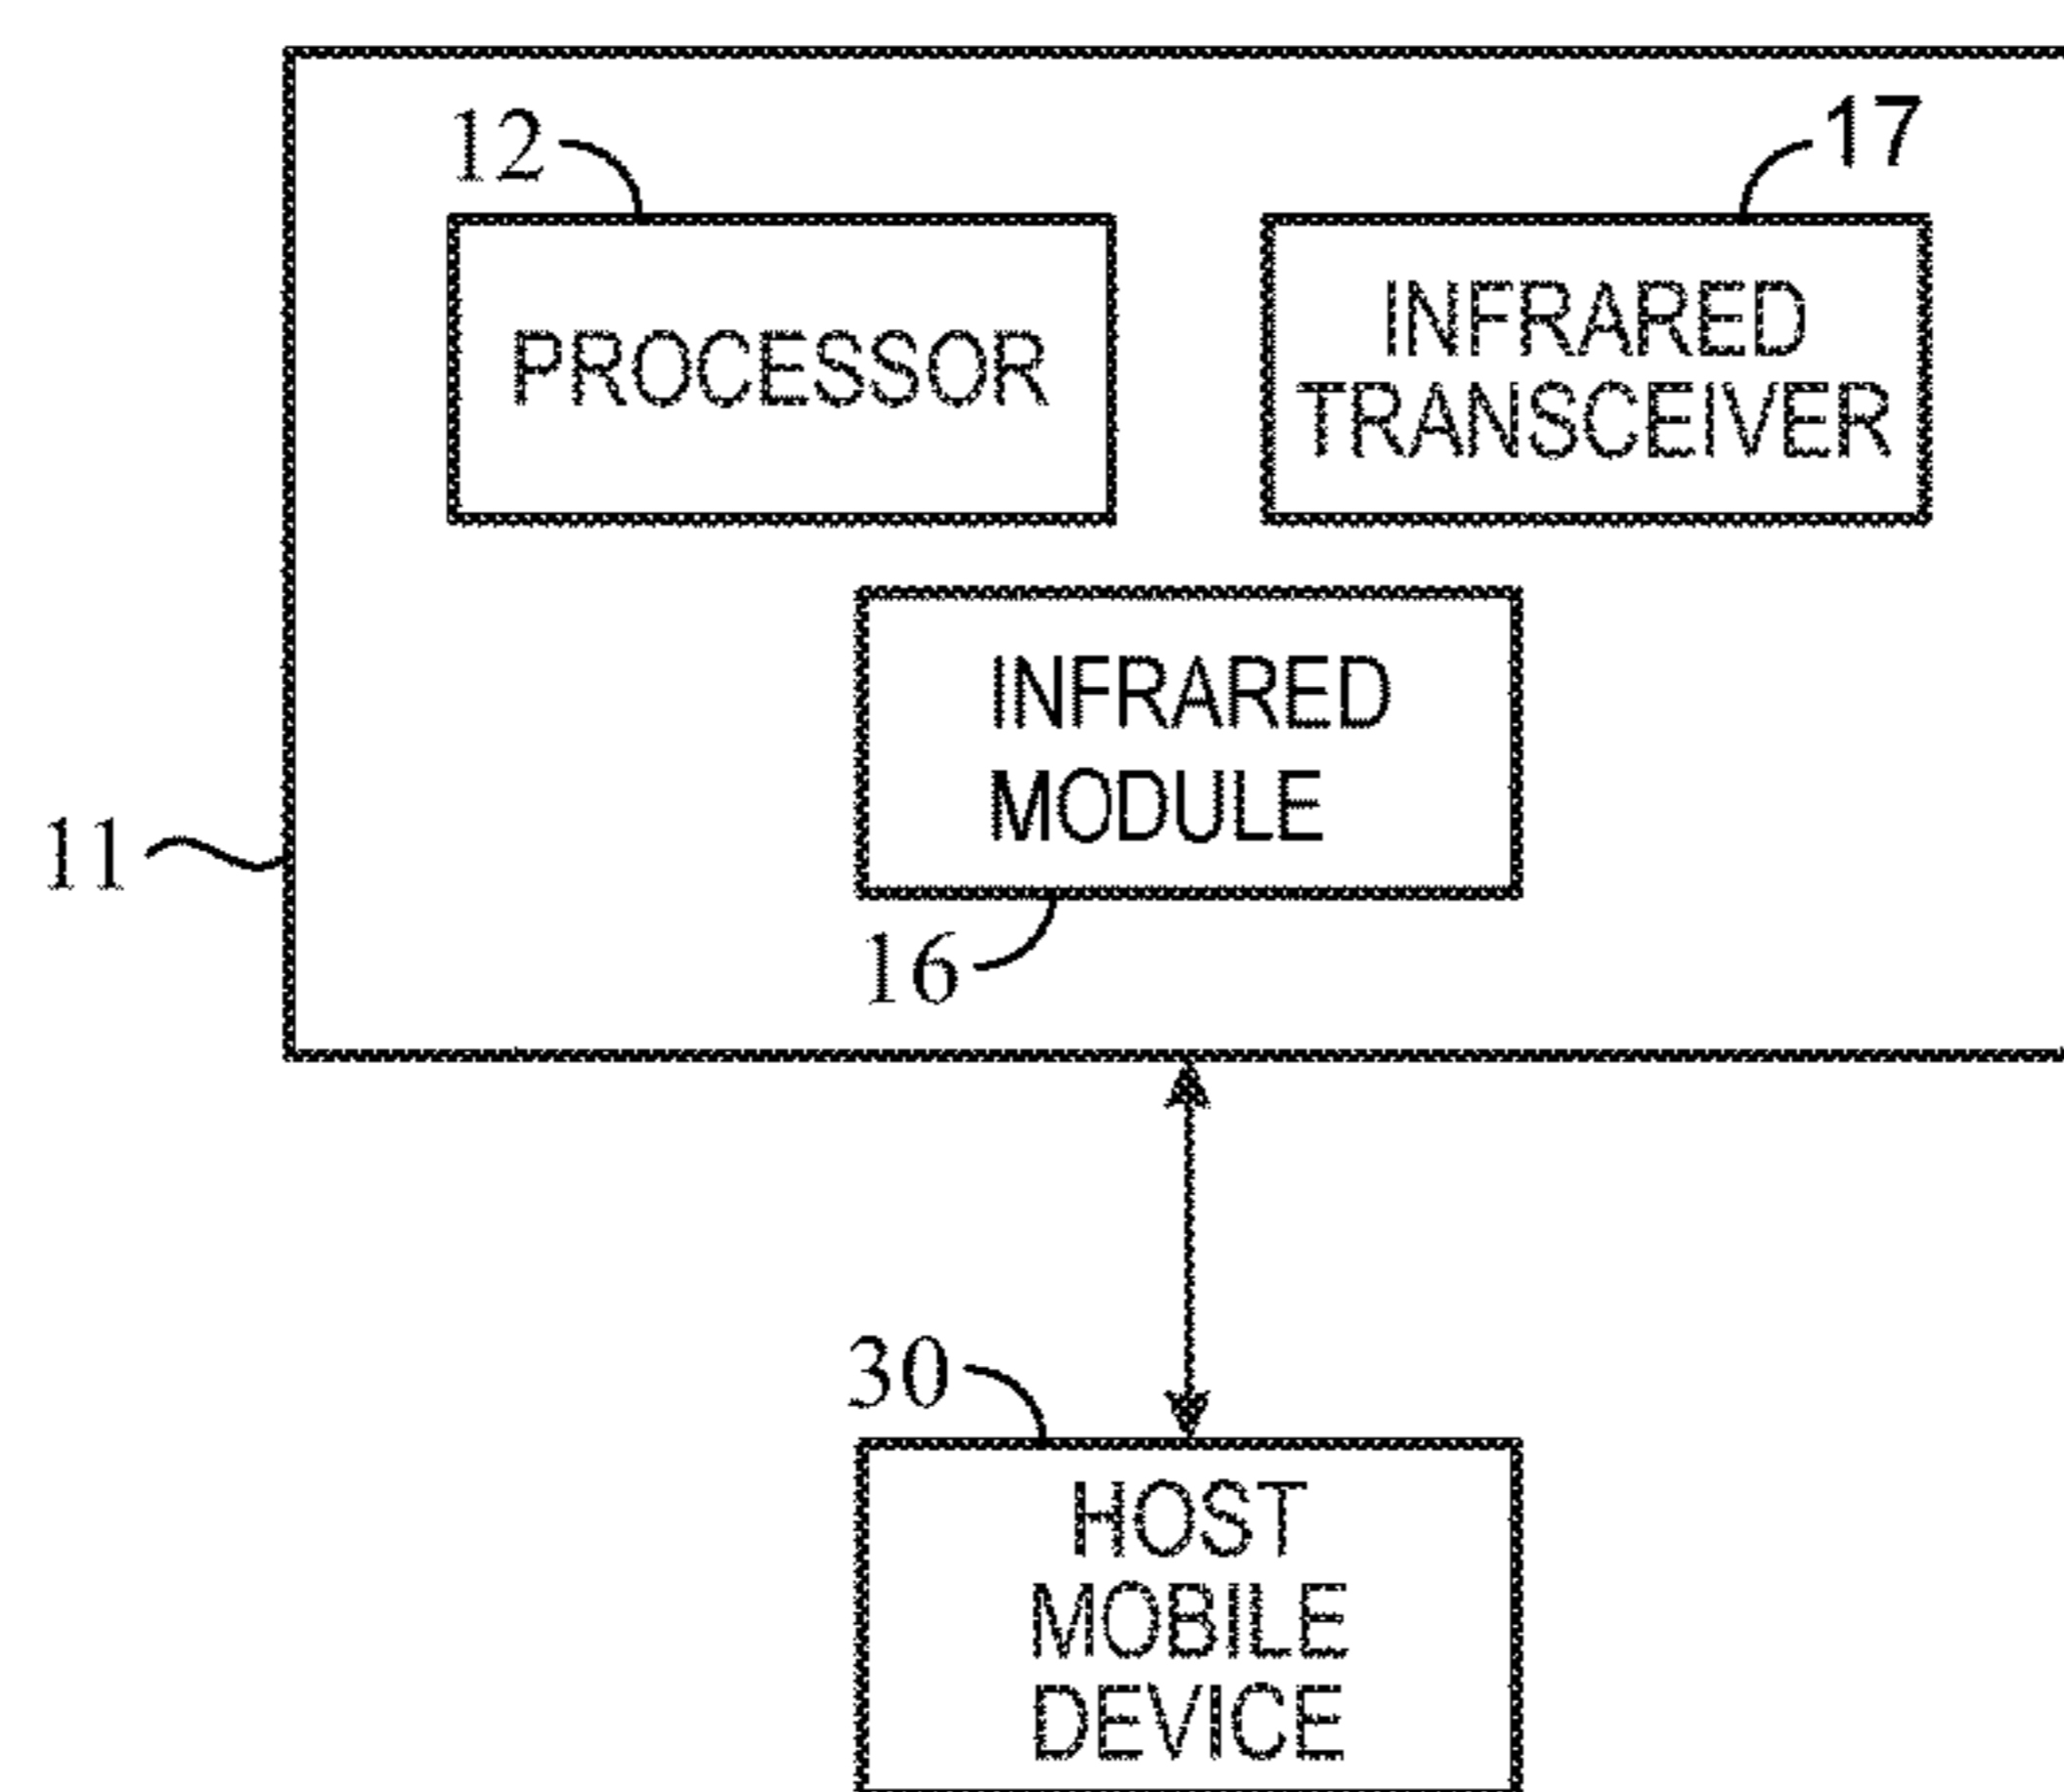 12
17
PROCESSOR
INFRARED
TRANSCEIVER
INFRARED
MODULE
11
16
30
HOST
MOBILE
DEVICE